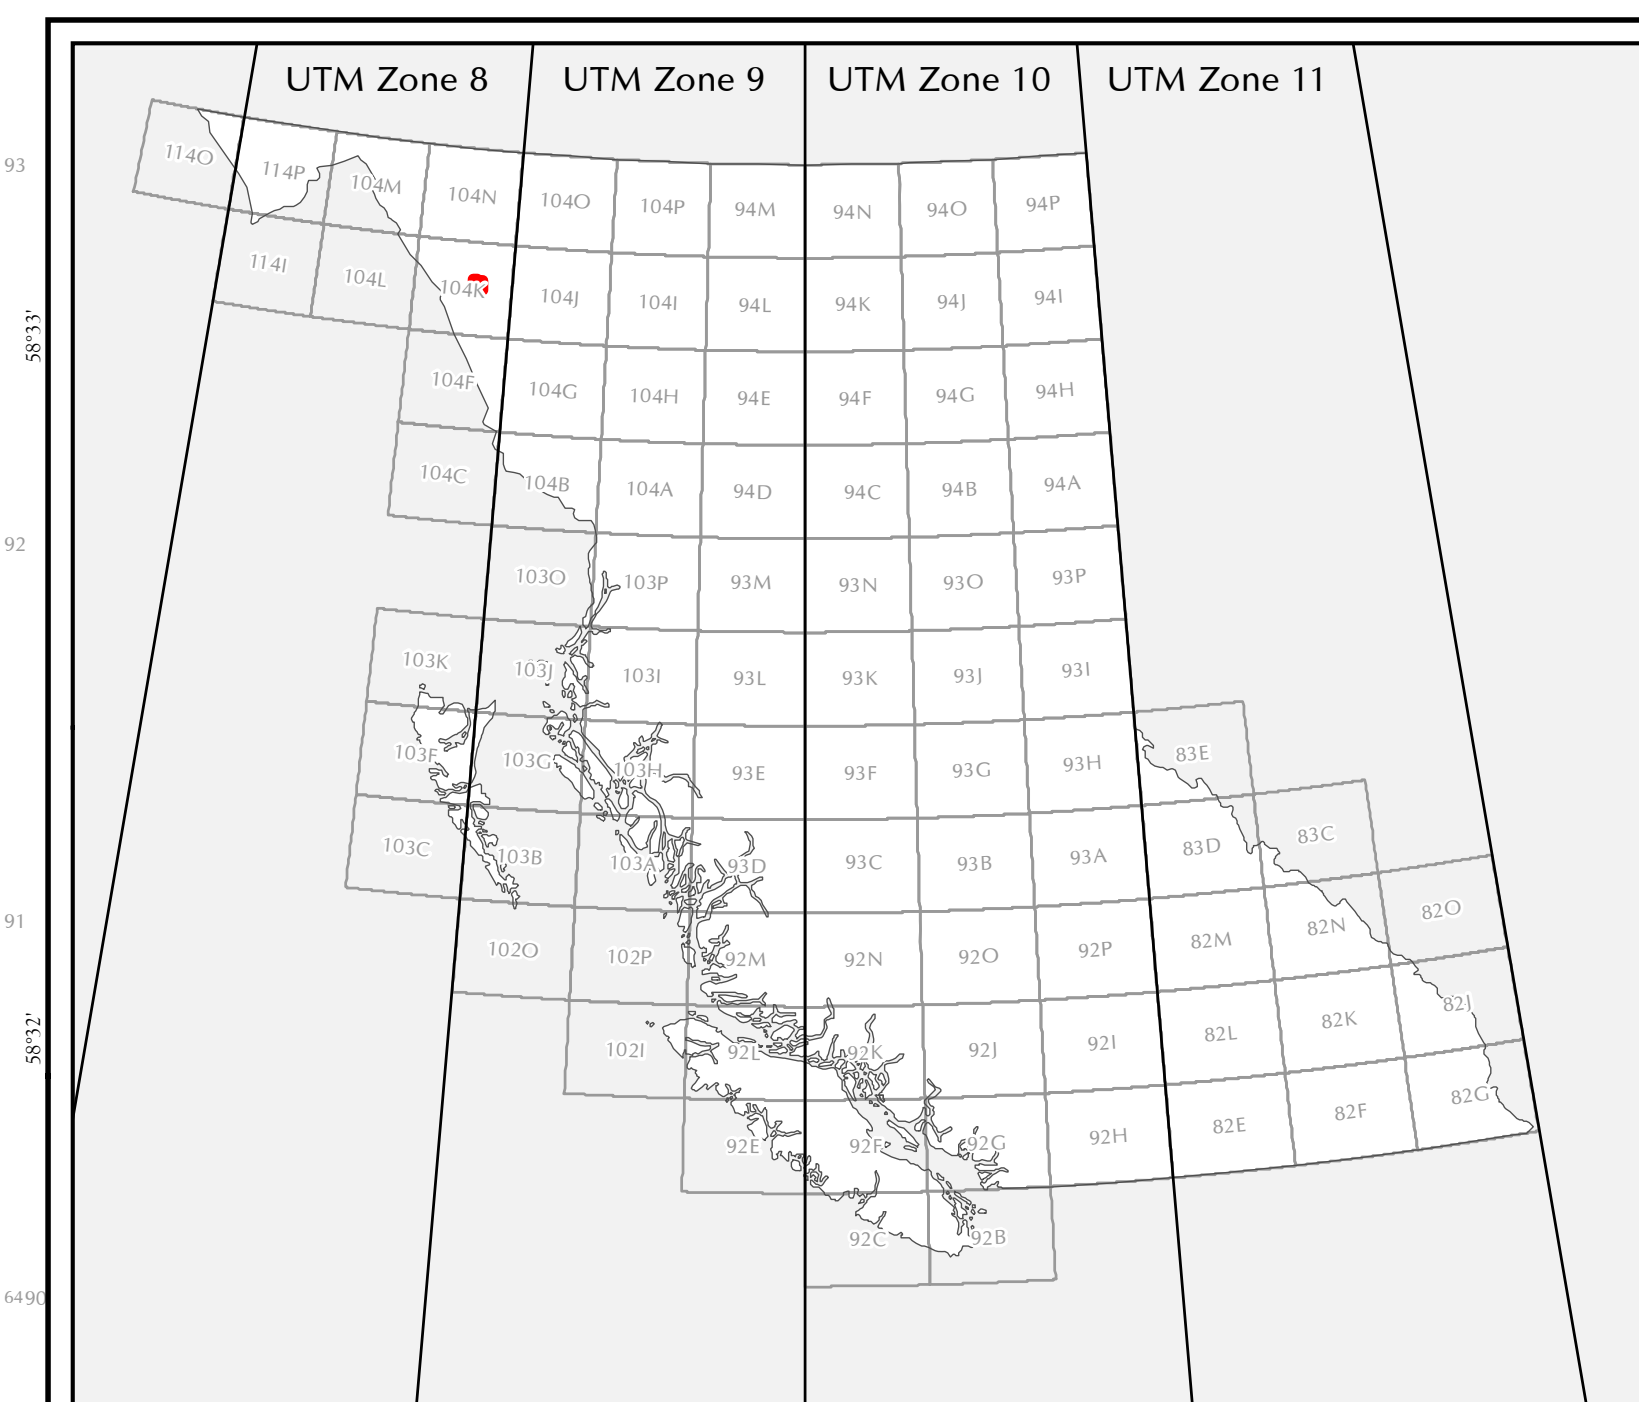 UTM Zone 8 UTM Zone 9 UTM Zone 10 UTM Zone 11
93
114O 114P 104M 104N 104O 104P 94M 94N 94O 94P
114I 104L 104K 104J 104I 94L 94K 94J 94I
58°33'
104F 104G 104H 94E 94F 94G 94H
104C 104B 104A 94D 94C 94B 94A
92
103O 103P 93M 93N 93O 93P
103K 103J 103I 93L 93K 93J 93I
103F 103G 103H 93E 93F 93G 93H 83E
103C 103B 103A 93D 93C 93B 93A 83D 83C
91
102O 102P 92M 92N 92O 92P 82M 82N 82O
58°32'
102I 92L 92K 92J 92I 82L 82K 82J
92E 92F 92G 92H 82E 82F 82G
92C 92B
6490